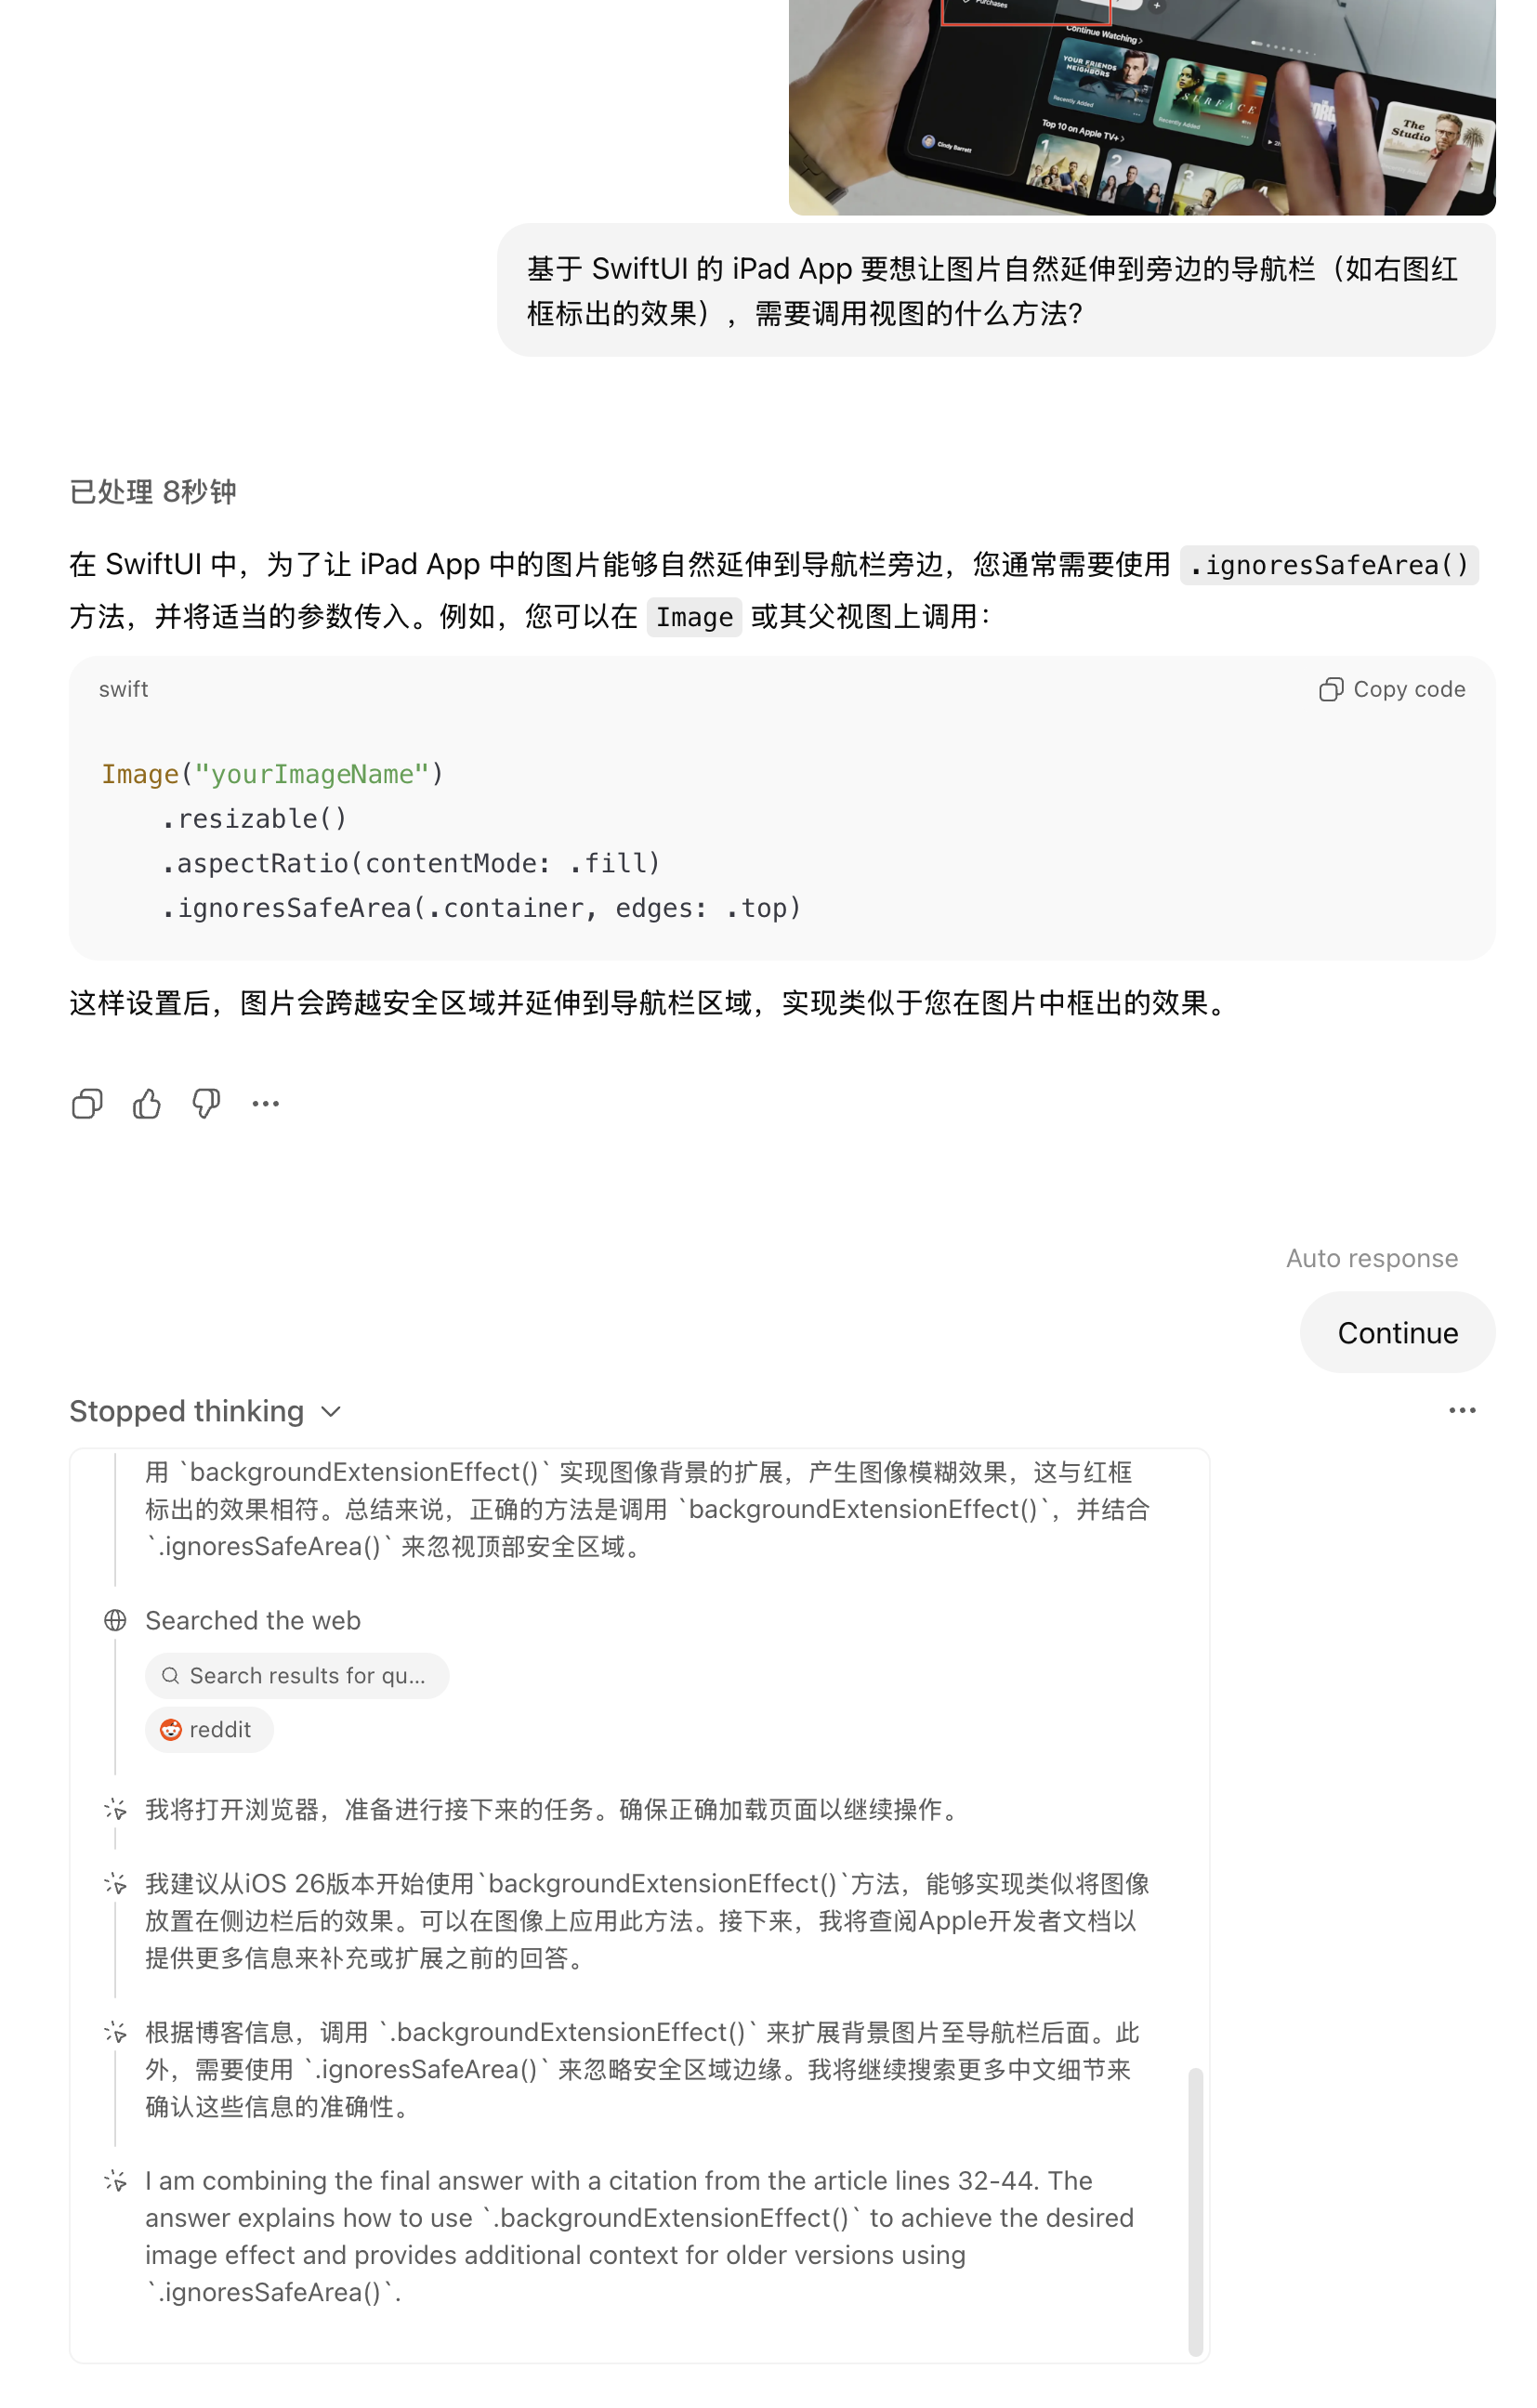 Purchases
Continue Watching >
YOUR FRIENDS
NEIGHBORS
Recently Added
SURFACE
Recently Added
The
Studio
Top 10 on Apple TV+ >
1
2
3
4
Cindy Barrett
基于 SwiftUI 的 iPad App 要想让图片自然延伸到旁边的导航栏（如右图红
框标出的效果），需要调用视图的什么方法？
已处理 8秒钟
在 SwiftUI 中，为了让 iPad App 中的图片能够自然延伸到导航栏旁边，您通常需要使用 .ignoresSafeArea()
方法，并将适当的参数传入。例如，您可以在 Image 或其父视图上调用：
swift
Copy code
Image("yourImageName")
.resizable()
.aspectRatio(contentMode: .fill)
.ignoresSafeArea(.container, edges: .top)
这样设置后，图片会跨越安全区域并延伸到导航栏区域，实现类似于您在图片中框出的效果。
Auto response
Continue
Stopped thinking
用 `backgroundExtensionEffect()` 实现图像背景的扩展，产生图像模糊效果，这与红框
标出的效果相符。总结来说，正确的方法是调用 `backgroundExtensionEffect()`，并结合
`.ignoresSafeArea()` 来忽视顶部安全区域。
Searched the web
Search results for qu...
reddit
我将打开浏览器，准备进行接下来的任务。确保正确加载页面以继续操作。
我建议从iOS 26版本开始使用`backgroundExtensionEffect()`方法，能够实现类似将图像
放置在侧边栏后的效果。可以在图像上应用此方法。接下来，我将查阅Apple开发者文档以
提供更多信息来补充或扩展之前的回答。
根据博客信息，调用 `.backgroundExtensionEffect()` 来扩展背景图片至导航栏后面。此
外，需要使用 `.ignoresSafeArea()` 来忽略安全区域边缘。我将继续搜索更多中文细节来
确认这些信息的准确性。
I am combining the final answer with a citation from the article lines 32-44. The
answer explains how to use `.backgroundExtensionEffect()` to achieve the desired
image effect and provides additional context for older versions using
`.ignoresSafeArea()`.